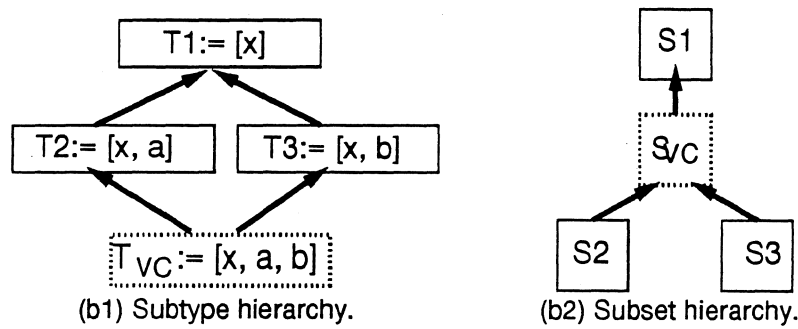 T1:= [x]
S1
T2:= [x, a]
T3:= [x, b]
SVC
TVC:= [x, a, b]
S2
S3
(b1) Subtype hierarchy.
(b2) Subset hierarchy.